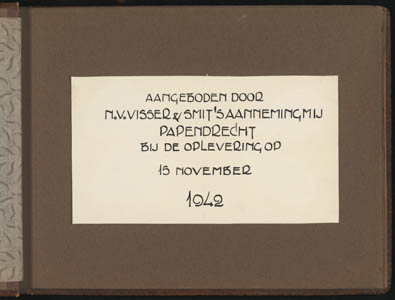 AANGEBODEN DOOR
N.V. VISSER & SMIT'S AANNEMINGMIJ
PAPENDRECHT
BIJ DE OPLEVERING OP
15 NOVEMBER
1942